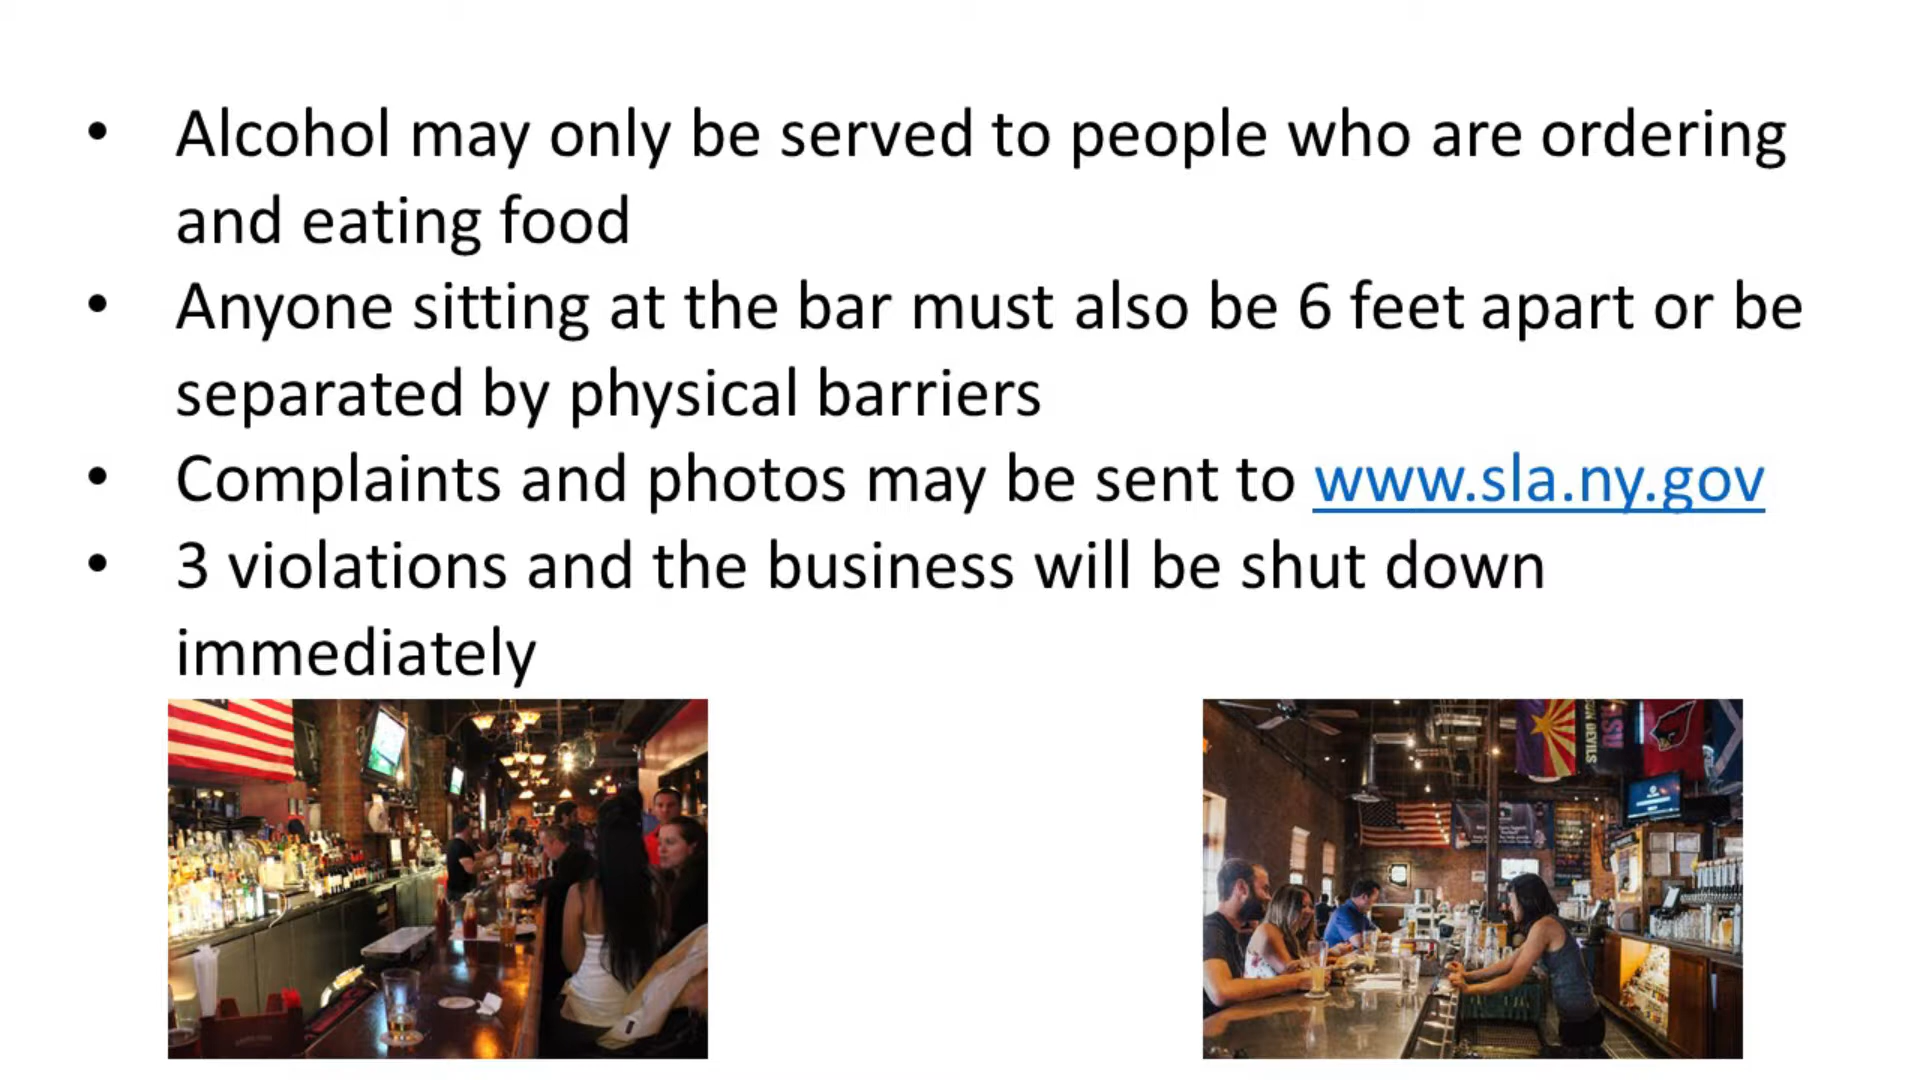 • Alcohol may only be served to people who are ordering
and eating food
• Anyone sitting at the bar must also be 6 feet apart or be
separated by physical barriers
• Complaints and photos may be sent to www.sla.ny.gov
• 3 violations and the business will be shut down
immediately
ASU